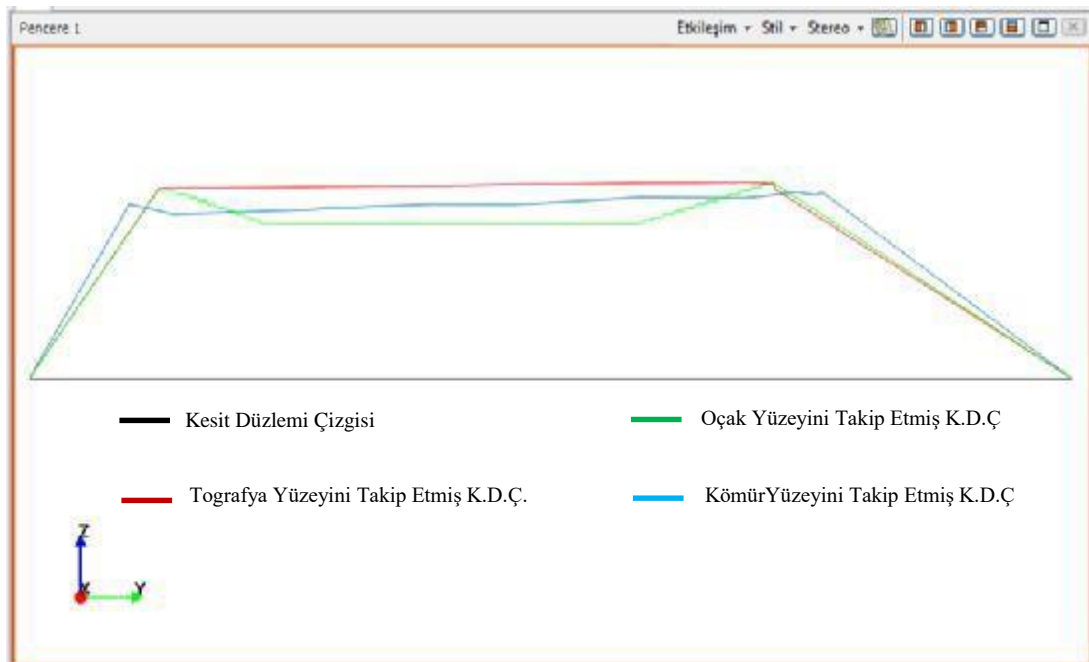 Pencere 1
Etkileşim Stil Stereo
Kesit Düzlemi Çizgisi
Oçak Yüzeyini Takip Etmiş K.D.Ç
Tografya Yüzeyini Takip Etmiş K.D.Ç.
KömürYüzeyini Takip Etmiş K.D.Ç
Z
X Y